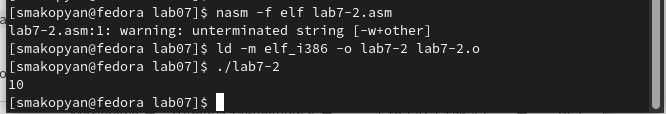 [smakopyan@fedora lab07]$ nasm -f elf lab7-2.asm
lab7-2.asm:1: warning: unterminated string [-w+other]
[smakopyan@fedora lab07]$ ld -m elf_i386 -o lab7-2 lab7-2.o
[smakopyan@fedora lab07]$ ./lab7-2
10
[smakopyan@fedora lab07]$